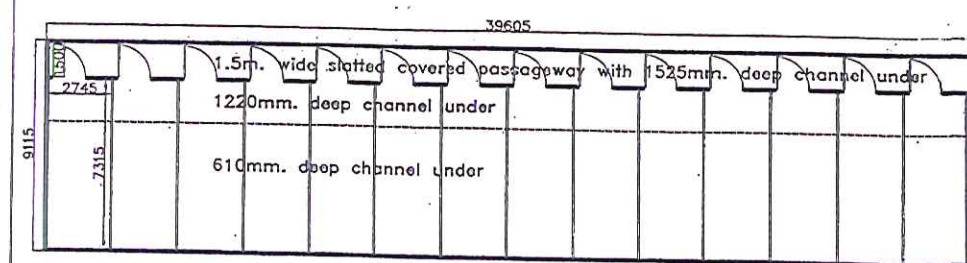 39605
1500
1.5m. wide slatted covered passageway with 1525mm. deep channel under
2745
1220mm. deep channel under
9115
7315
610mm. deep channel under